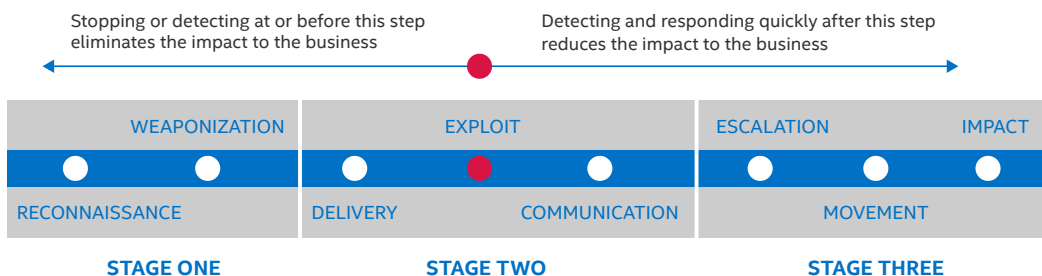 Stopping or detecting at or before this step
eliminates the impact to the business
Detecting and responding quickly after this step
reduces the impact to the business
WEAPONIZATION
EXPLOIT
ESCALATION
IMPACT
RECONNAISSANCE
DELIVERY
COMMUNICATION
MOVEMENT
STAGE ONE
STAGE TWO
STAGE THREE